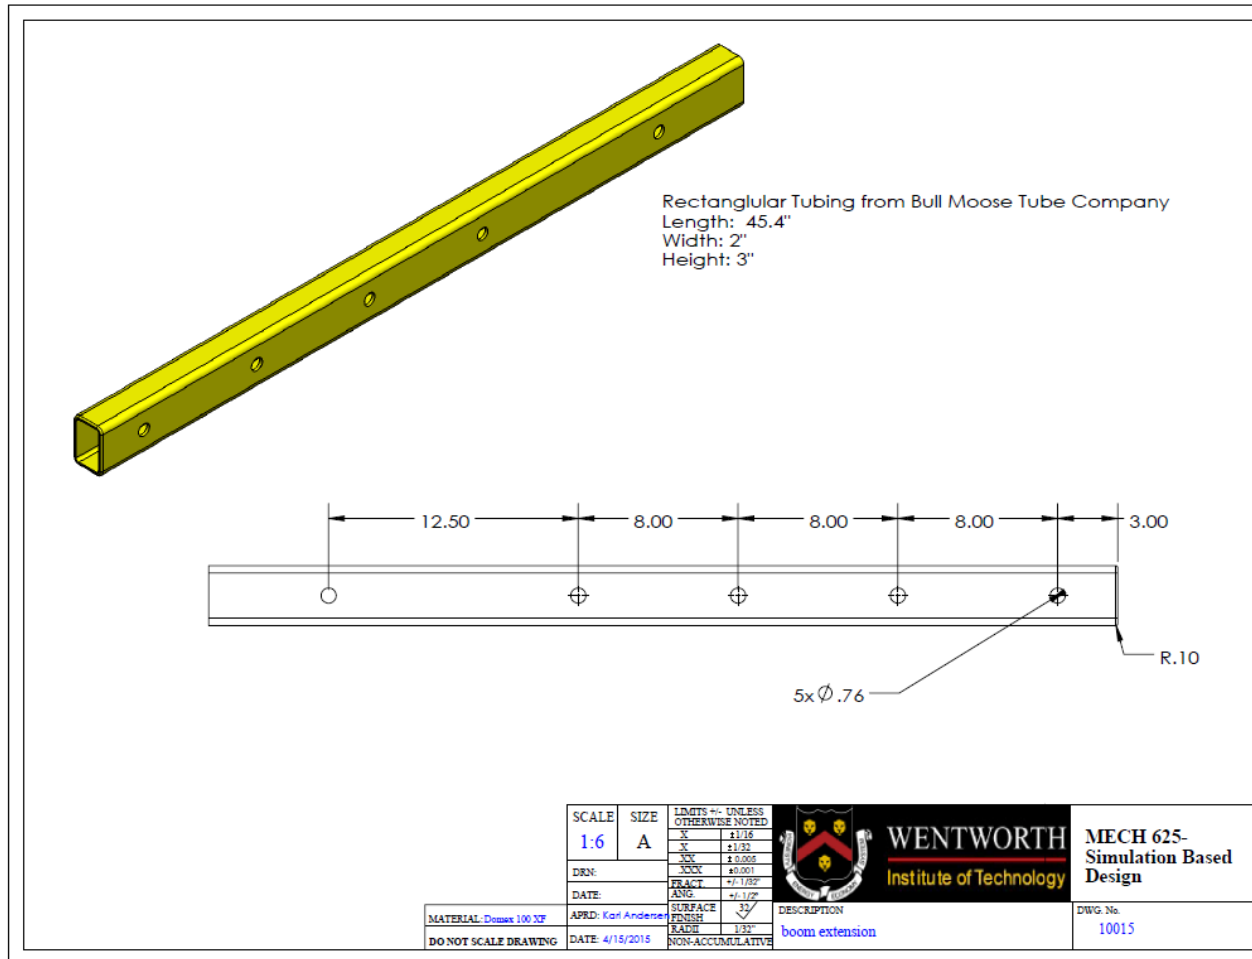 Rectanglular Tubing from Bull Moose Tube Company
Length: 45.4"
Width: 2"
Height: 3"
12.50 8.00 8.00 8.00 3.00
R.10
5x Ø .76
SCALE SIZE
1:6 A
DRN:
DATE:
MATERIAL: Domex 100 XF
APRD: Karl Andersen
DO NOT SCALE DRAWING
DATE: 4/15/2015
LIMITS +/- UNLESS
OTHERWISE NOTED
X ±1/16
.X ±1/32
.XX ± 0.005
.XXX ±0.001
FRACT. +/- 1/32"
ANG. +/- 1/2°
SURFACE FINISH 32
RADII 1/32"
NON-ACCUMULATIVE
HONESTY ENERGY ECONOMY
WENTWORTH
Institute of Technology
MECH 625-
Simulation Based
Design
DESCRIPTION
boom extension
DWG. No.
10015